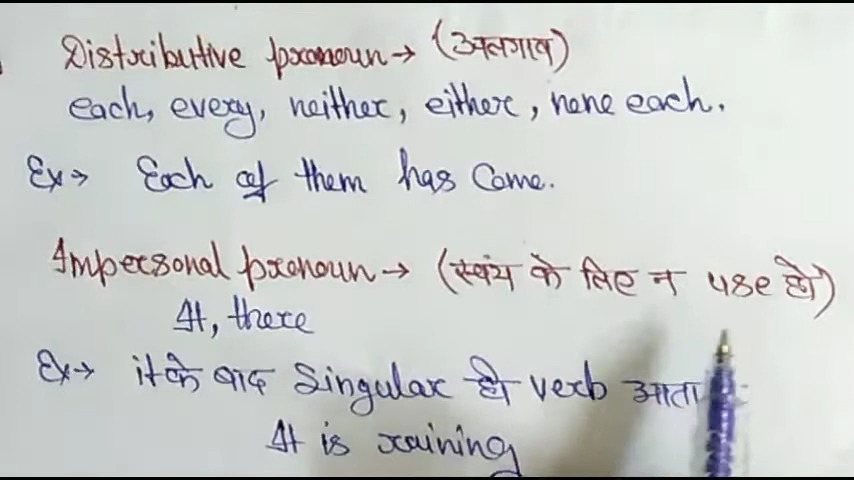 Distributive pronoun → (अलगाव)
each, every, neither, either, none each.
Ex → Each of them has Come.
Impersonal pronoun → (स्वयं के लिए न use हो)
It, there
Ex → it के बाद Singular ही verb आता
It is raining